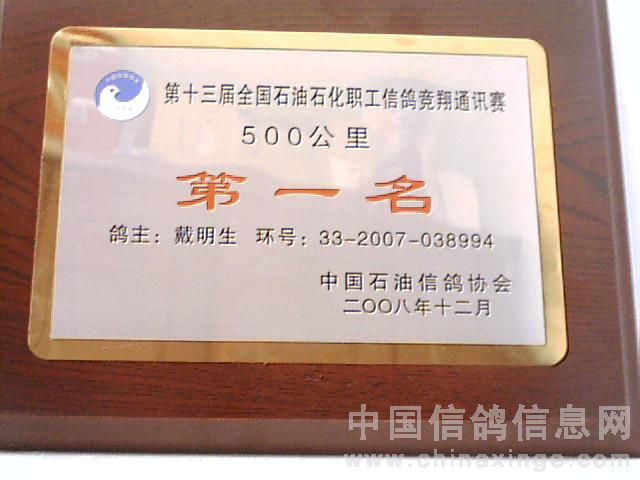 第十三届全国石油石化职工信鸽竞翔通讯赛
500公里
第一名
鸽主：戴明生 环号：33-2007-038994
中国石油信鸽协会
二〇〇八年十二月
中国信鸽信息网
www.chinaxinge.com